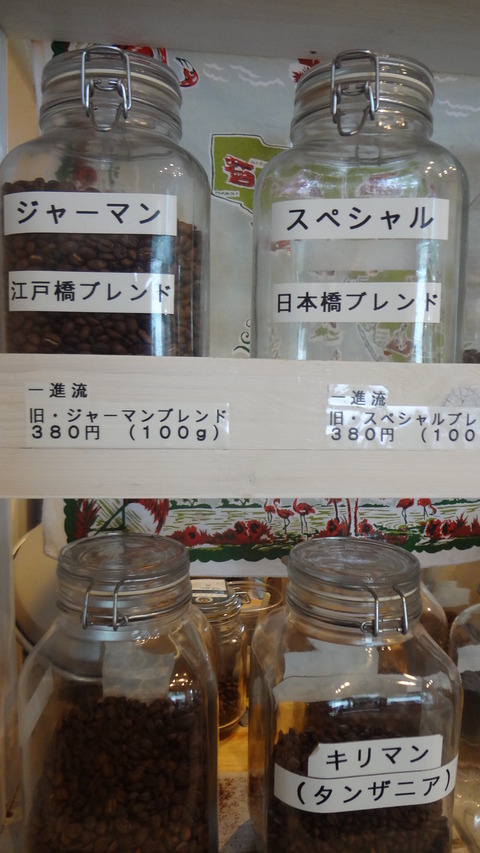 ジャーマン
江戸橋ブレンド
スペシャル
日本橋ブレンド
一進流
旧・ジャーマンブレンド
380円 (100g)
一進流
旧・スペシャルブレ
380円 (100
キリマン
(タンザニア)